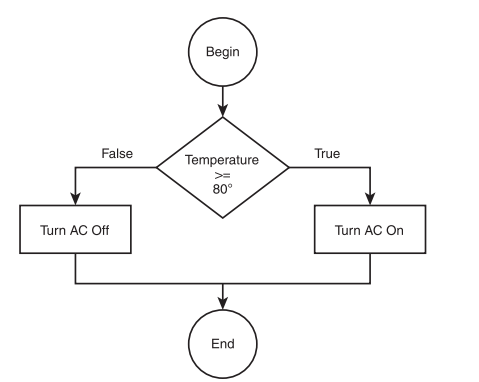 Begin
False
True
Temperature
>=
80°
Turn AC Off
Turn AC On
End